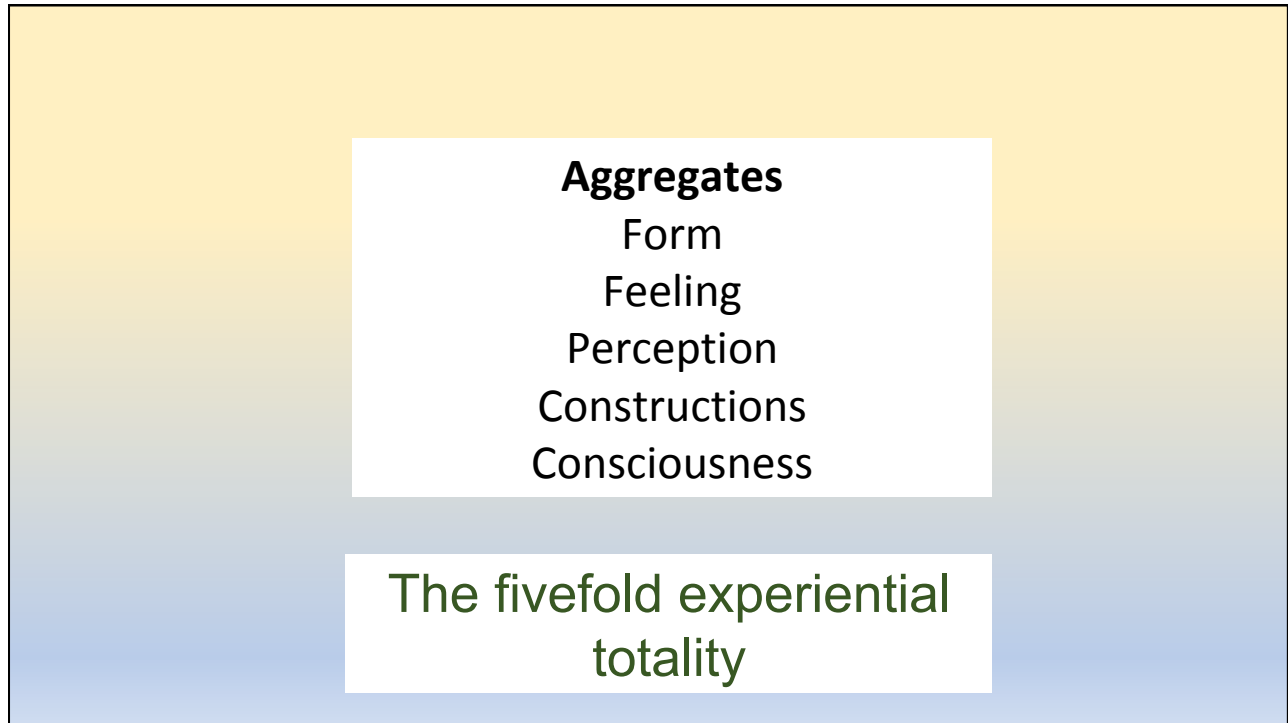 Aggregates
Form
Feeling
Perception
Constructions
Consciousness
The fivefold experiential
totality